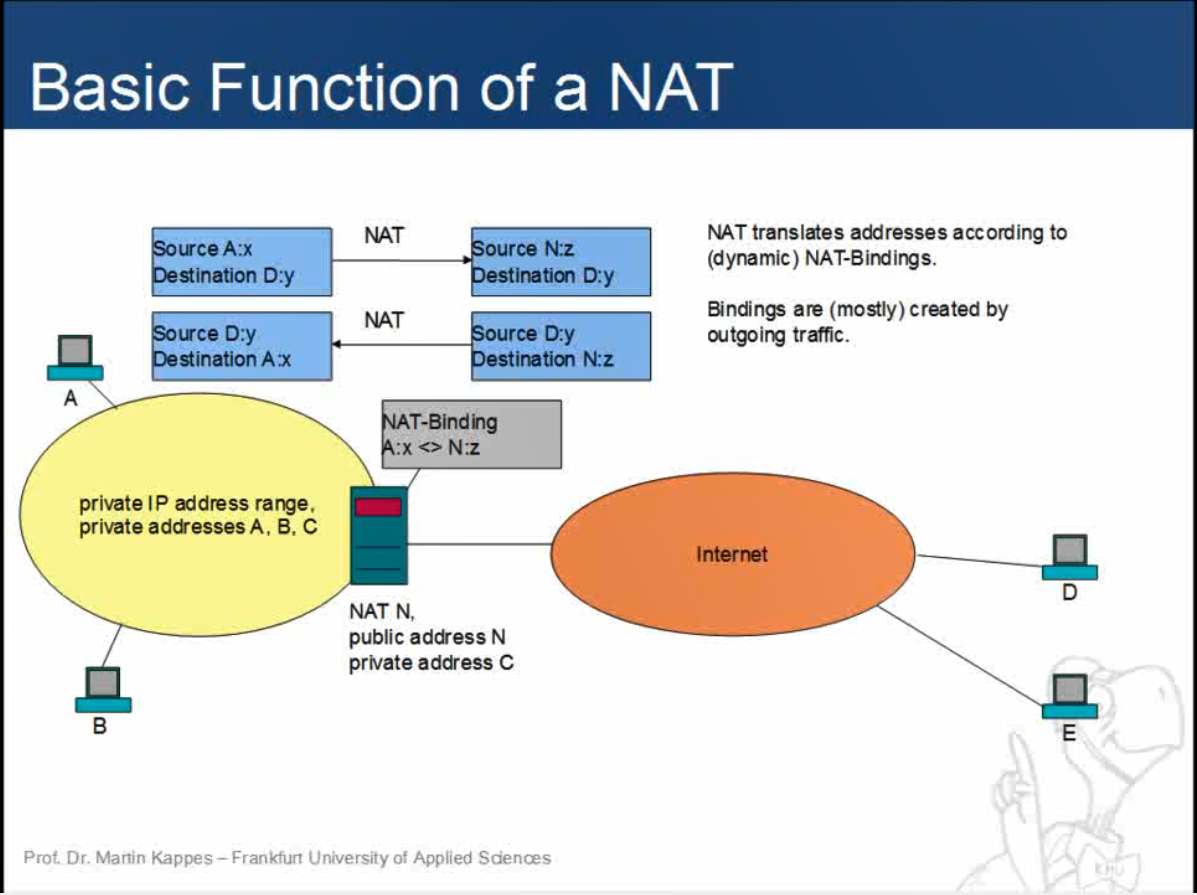 Basic Function of a NAT
Source A:x
Destination D:y
NAT
Source N:z
Destination D:y
NAT translates addresses according to
(dynamic) NAT-Bindings.
Bindings are (mostly) created by
outgoing traffic.
Source D:y
Destination A:x
NAT
Source D:y
Destination N:z
A
NAT-Binding
A:x <> N:z
private IP address range,
private addresses A, B, C
Internet
D
NAT N,
public address N
private address C
B
E
Prof. Dr. Martin Kappes – Frankfurt University of Applied Sciences